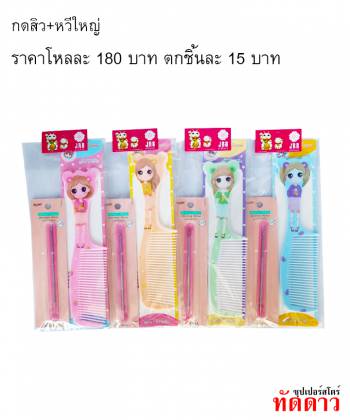 กดสิว+หวีใหญ่
ราคาโหลละ 180 บาท ตกชิ้นละ 15 บาท
ซุปเปอร์สโตร์
ทัดดาว